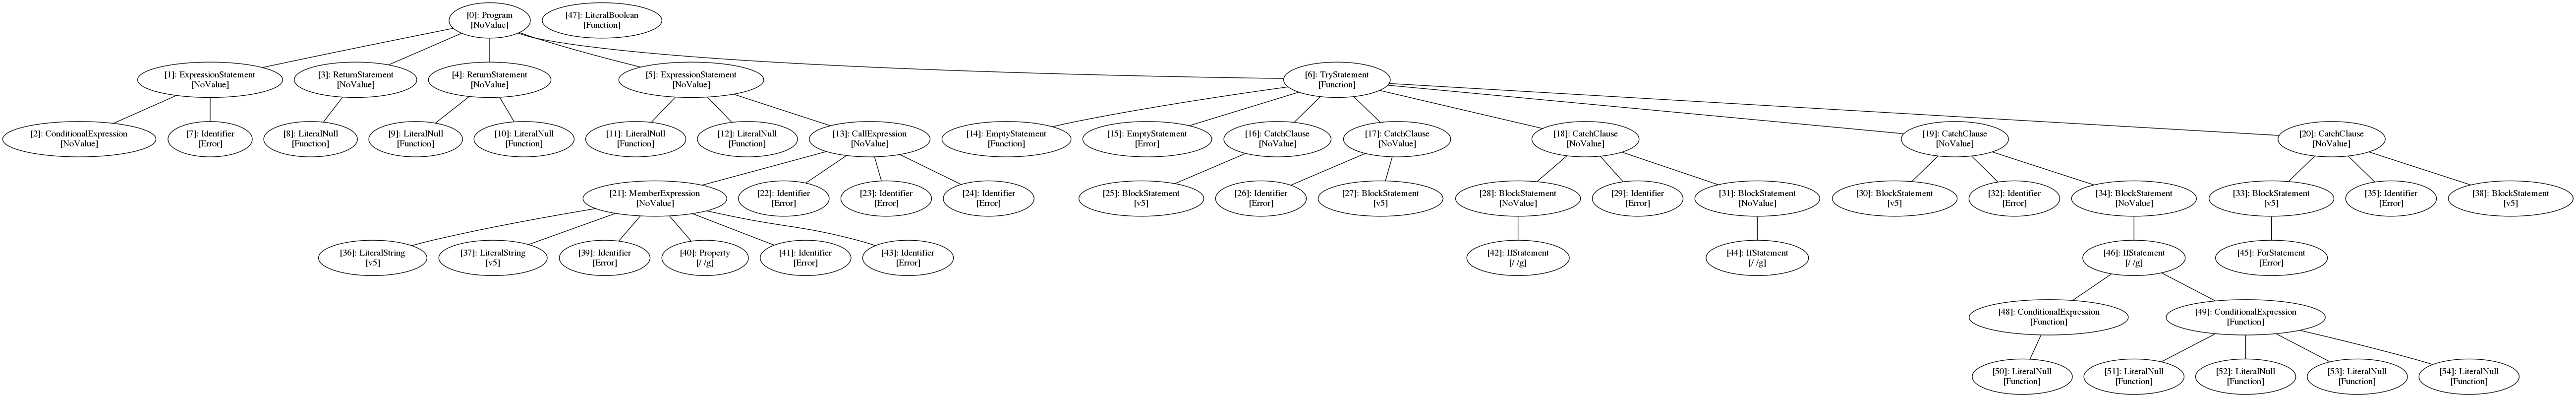 [0]: Program
[NoValue]
[47]: LiteralBoolean
[Function]
[1]: ExpressionStatement
[NoValue]
[3]: ReturnStatement
[NoValue]
[4]: ReturnStatement
[NoValue]
[5]: ExpressionStatement
[NoValue]
[6]: TryStatement
[Function]
[2]: ConditionalExpression
[NoValue]
[7]: Identifier
[Error]
[8]: LiteralNull
[Function]
[9]: LiteralNull
[Function]
[10]: LiteralNull
[Function]
[11]: LiteralNull
[Function]
[12]: LiteralNull
[Function]
[13]: CallExpression
[NoValue]
[14]: EmptyStatement
[Function]
[15]: EmptyStatement
[Error]
[16]: CatchClause
[NoValue]
[17]: CatchClause
[NoValue]
[18]: CatchClause
[NoValue]
[19]: CatchClause
[NoValue]
[20]: CatchClause
[NoValue]
[21]: MemberExpression
[NoValue]
[22]: Identifier
[Error]
[23]: Identifier
[Error]
[24]: Identifier
[Error]
[25]: BlockStatement
[v5]
[26]: Identifier
[Error]
[27]: BlockStatement
[v5]
[28]: BlockStatement
[NoValue]
[29]: Identifier
[Error]
[31]: BlockStatement
[NoValue]
[30]: BlockStatement
[v5]
[32]: Identifier
[Error]
[34]: BlockStatement
[NoValue]
[33]: BlockStatement
[v5]
[35]: Identifier
[Error]
[38]: BlockStatement
[v5]
[36]: LiteralString
[v5]
[37]: LiteralString
[v5]
[39]: Identifier
[Error]
[40]: Property
[/ /g]
[41]: Identifier
[Error]
[43]: Identifier
[Error]
[42]: IfStatement
[/ /g]
[44]: IfStatement
[/ /g]
[46]: IfStatement
[/ /g]
[45]: ForStatement
[Error]
[48]: ConditionalExpression
[Function]
[49]: ConditionalExpression
[Function]
[50]: LiteralNull
[Function]
[51]: LiteralNull
[Function]
[52]: LiteralNull
[Function]
[53]: LiteralNull
[Function]
[54]: LiteralNull
[Function]